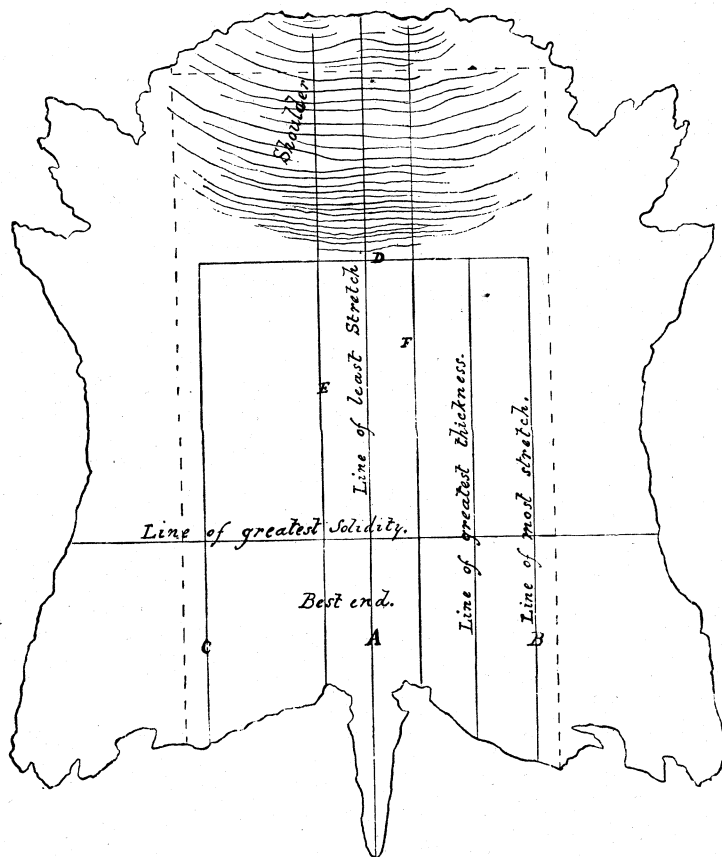 Shoulder
D
Line of least Stretch
F
E
Line of greatest thickness.
Line of most stretch.
Line of greatest Solidity.
Best end.
C
A
B